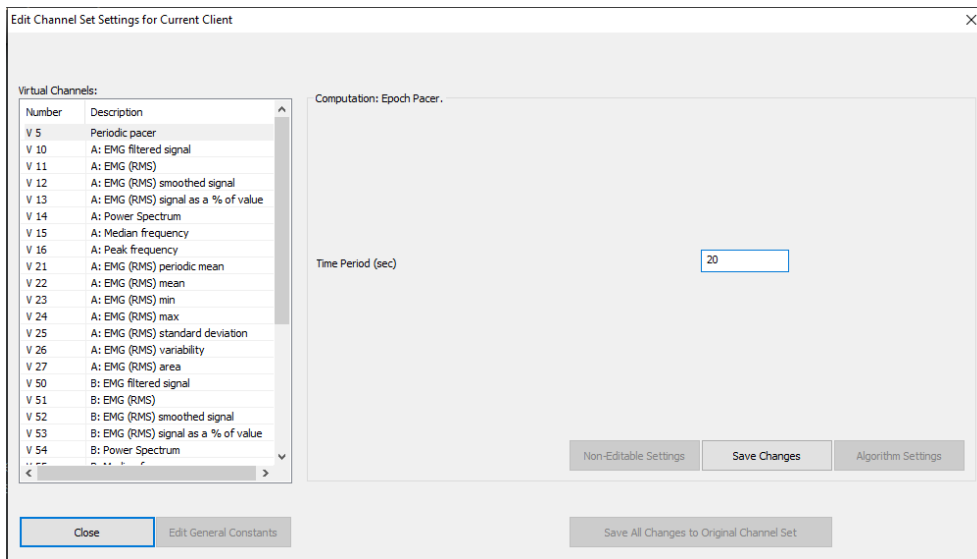 Edit Channel Set Settings for Current Client
Virtual Channels:
Number Description
V 5 Periodic pacer
V 10 A: EMG filtered signal
V 11 A: EMG (RMS)
V 12 A: EMG (RMS) smoothed signal
V 13 A: EMG (RMS) signal as a % of value
V 14 A: Power Spectrum
V 15 A: Median frequency
V 16 A: Peak frequency
V 21 A: EMG (RMS) periodic mean
V 22 A: EMG (RMS) mean
V 23 A: EMG (RMS) min
V 24 A: EMG (RMS) max
V 25 A: EMG (RMS) standard deviation
V 26 A: EMG (RMS) variability
V 27 A: EMG (RMS) area
V 50 B: EMG filtered signal
V 51 B: EMG (RMS)
V 52 B: EMG (RMS) smoothed signal
V 53 B: EMG (RMS) signal as a % of value
V 54 B: Power Spectrum
Computation: Epoch Pacer.
Time Period (sec) 20
Non-Editable Settings Save Changes Algorithm Settings
Close Edit General Constants Save All Changes to Original Channel Set